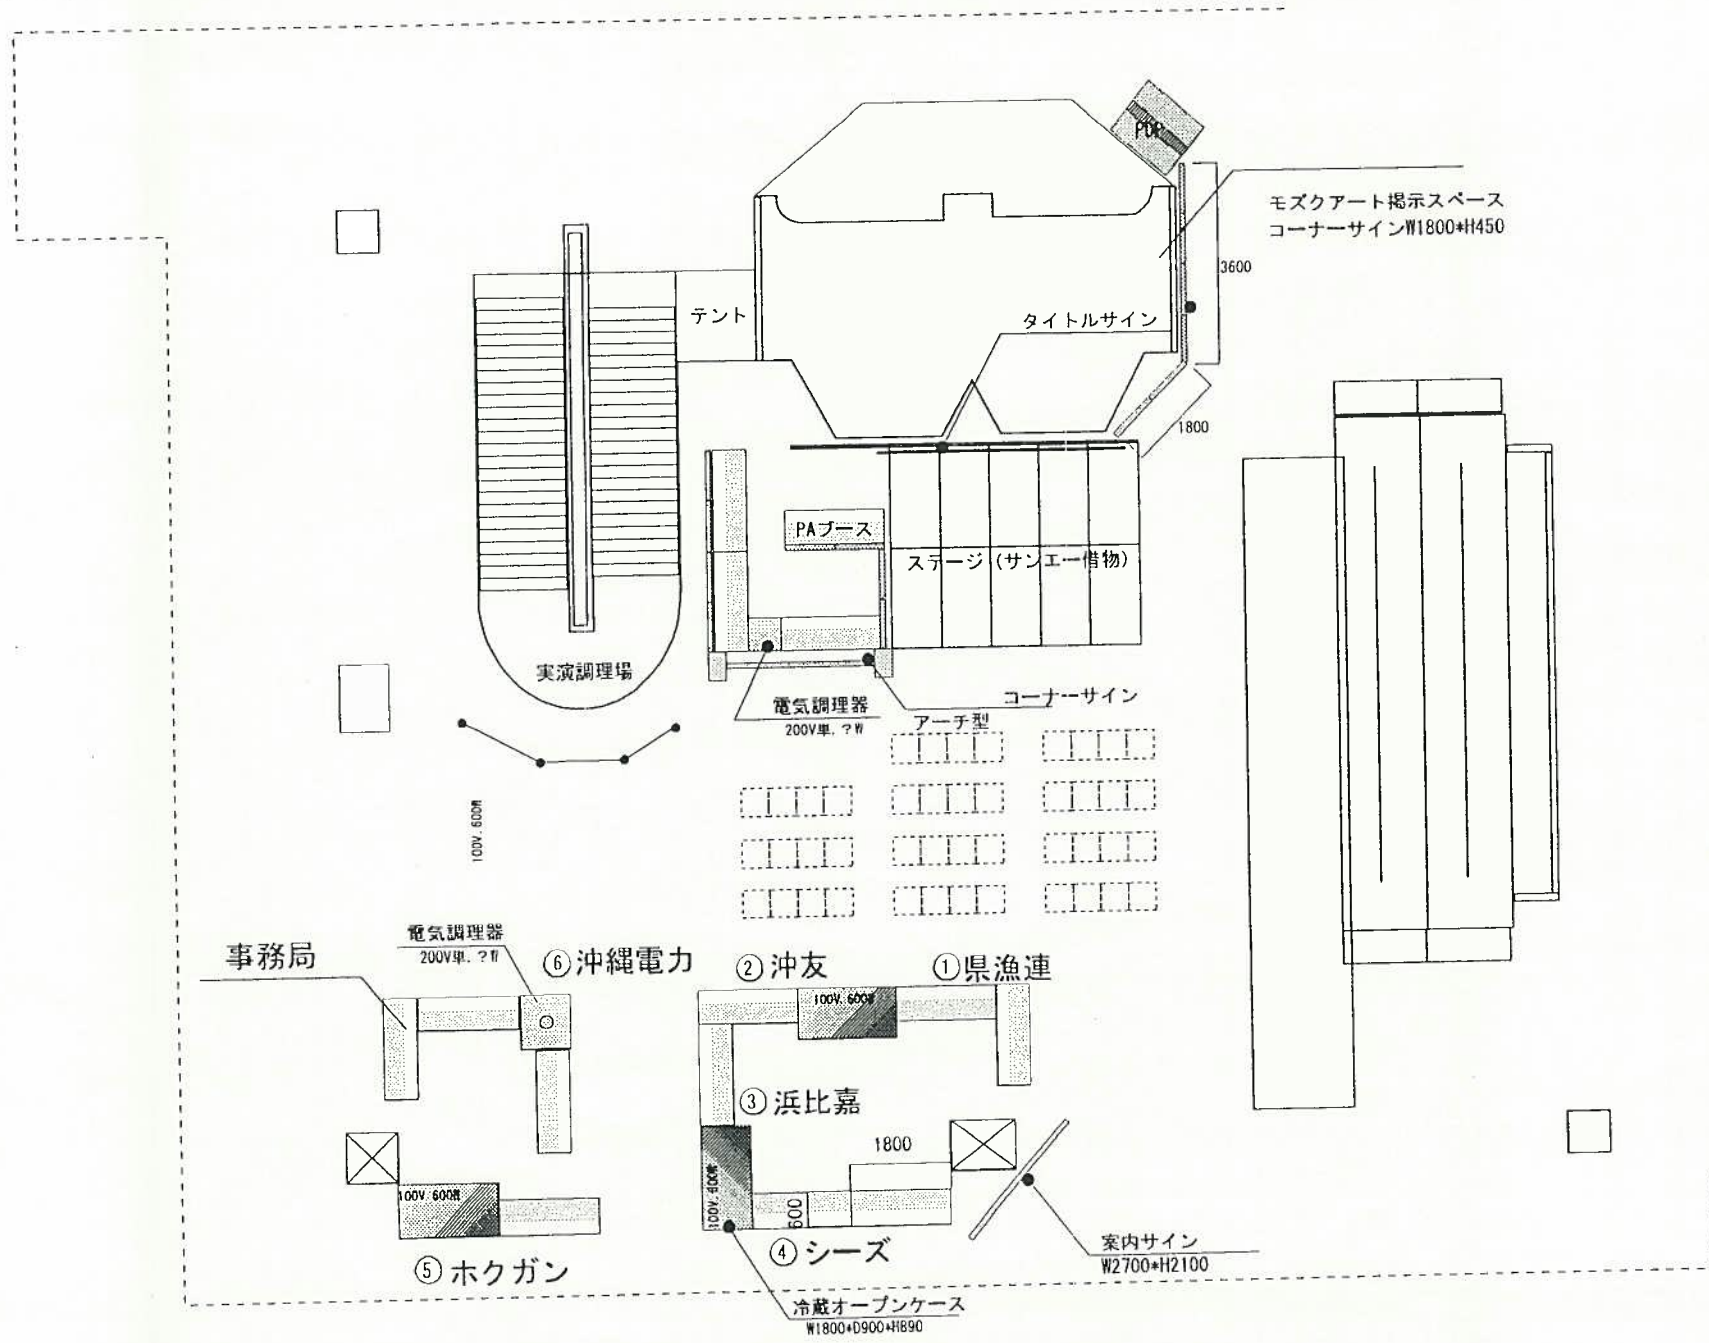 PDP
モズクアート掲示スペース
コーナーサインW1800*H450
3600
テント
タイトルサイン
1800
PAブース
ステージ(サンエー借物)
実演調理場
電気調理器
200V単.?W
コーナーサイン
アーチ型
100V.600W
事務局
電気調理器
200V単.?W
⑥沖縄電力
②沖友
①県漁連
100V.600W
③浜比嘉
1800
100V.600W
100V.600W
600
⑤ホクガン
④シーズ
案内サイン
W2700*H2100
冷蔵オープンケース
W1800*D900*H890